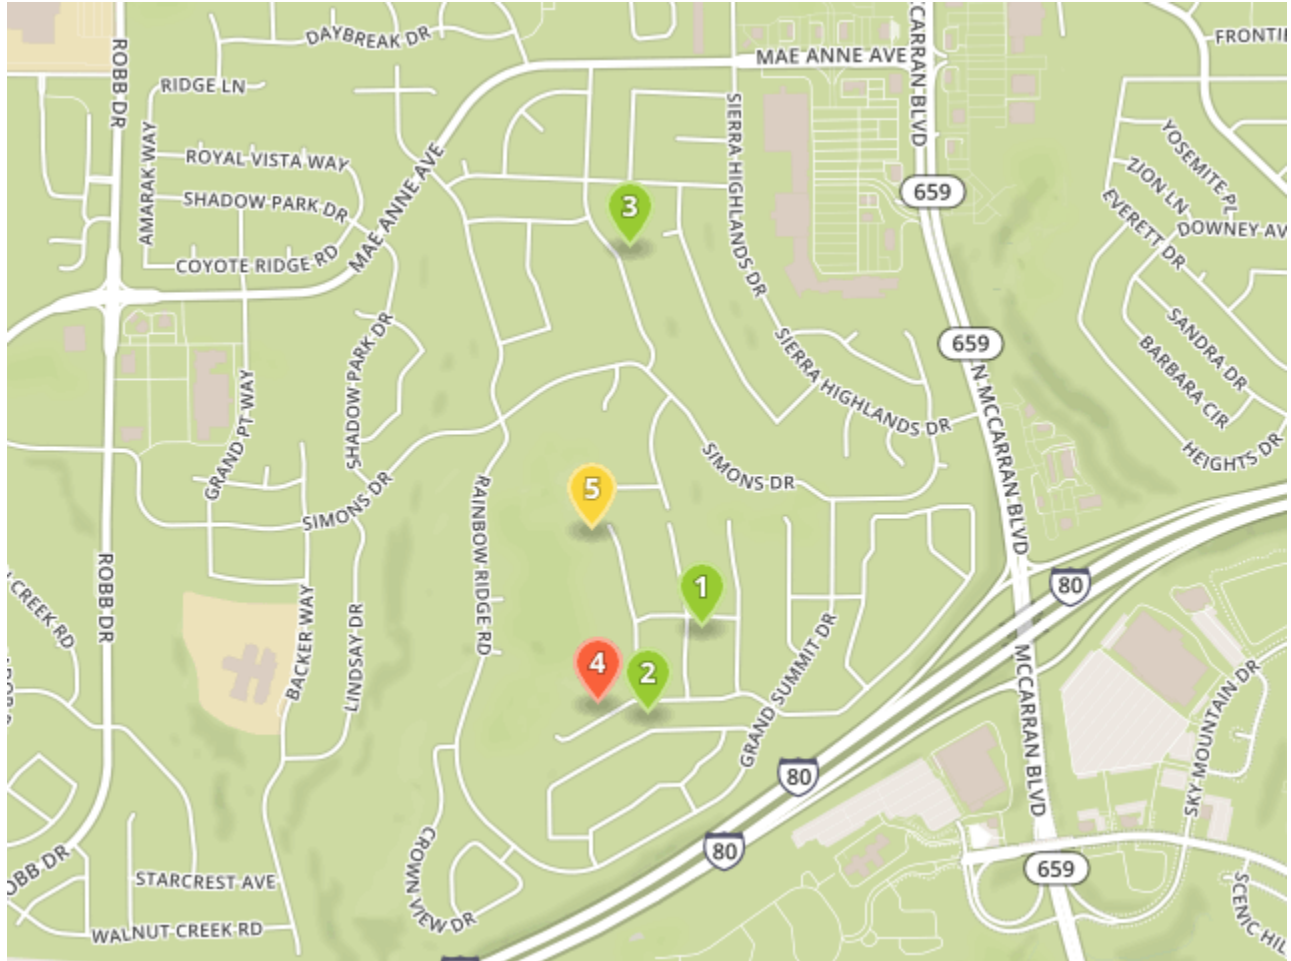 DAYBREAK DR
ROBB DR
RIDGE LN
MAE ANNE AVE
CCARRAN BLVD
FRONTIE
AMARAK WAY
ROYAL VISTA WAY
SHADOW PARK DR
COYOTE RIDGE RD
MAE ANNE AVE
SIERRA HIGHLANDS DR
659
YOSEMITE PL
ZION LN
EVERETT DR
DOWNEY AV
3
SHADOW PARK DR
659
SIERRA HIGHLANDS DR
SANDRA DR
BARBARA CIR
HEIGHTS DR
GRAND PT WAY
SIMONS DR
SIMONS DR
N MCCARRAN BLVD
RAINBOW RIDGE RD
5
1
80
ROBB DR
CREEK RD
BACKER WAY
LINDSAY DR
4
2
GRAND SUMMIT DR
MCCARRAN BLVD
SKY MOUNTAIN DR
80
80
659
OBB DR
STARCREST AVE
WALNUT CREEK RD
CROWN VIEW DR
SCENIC HIL